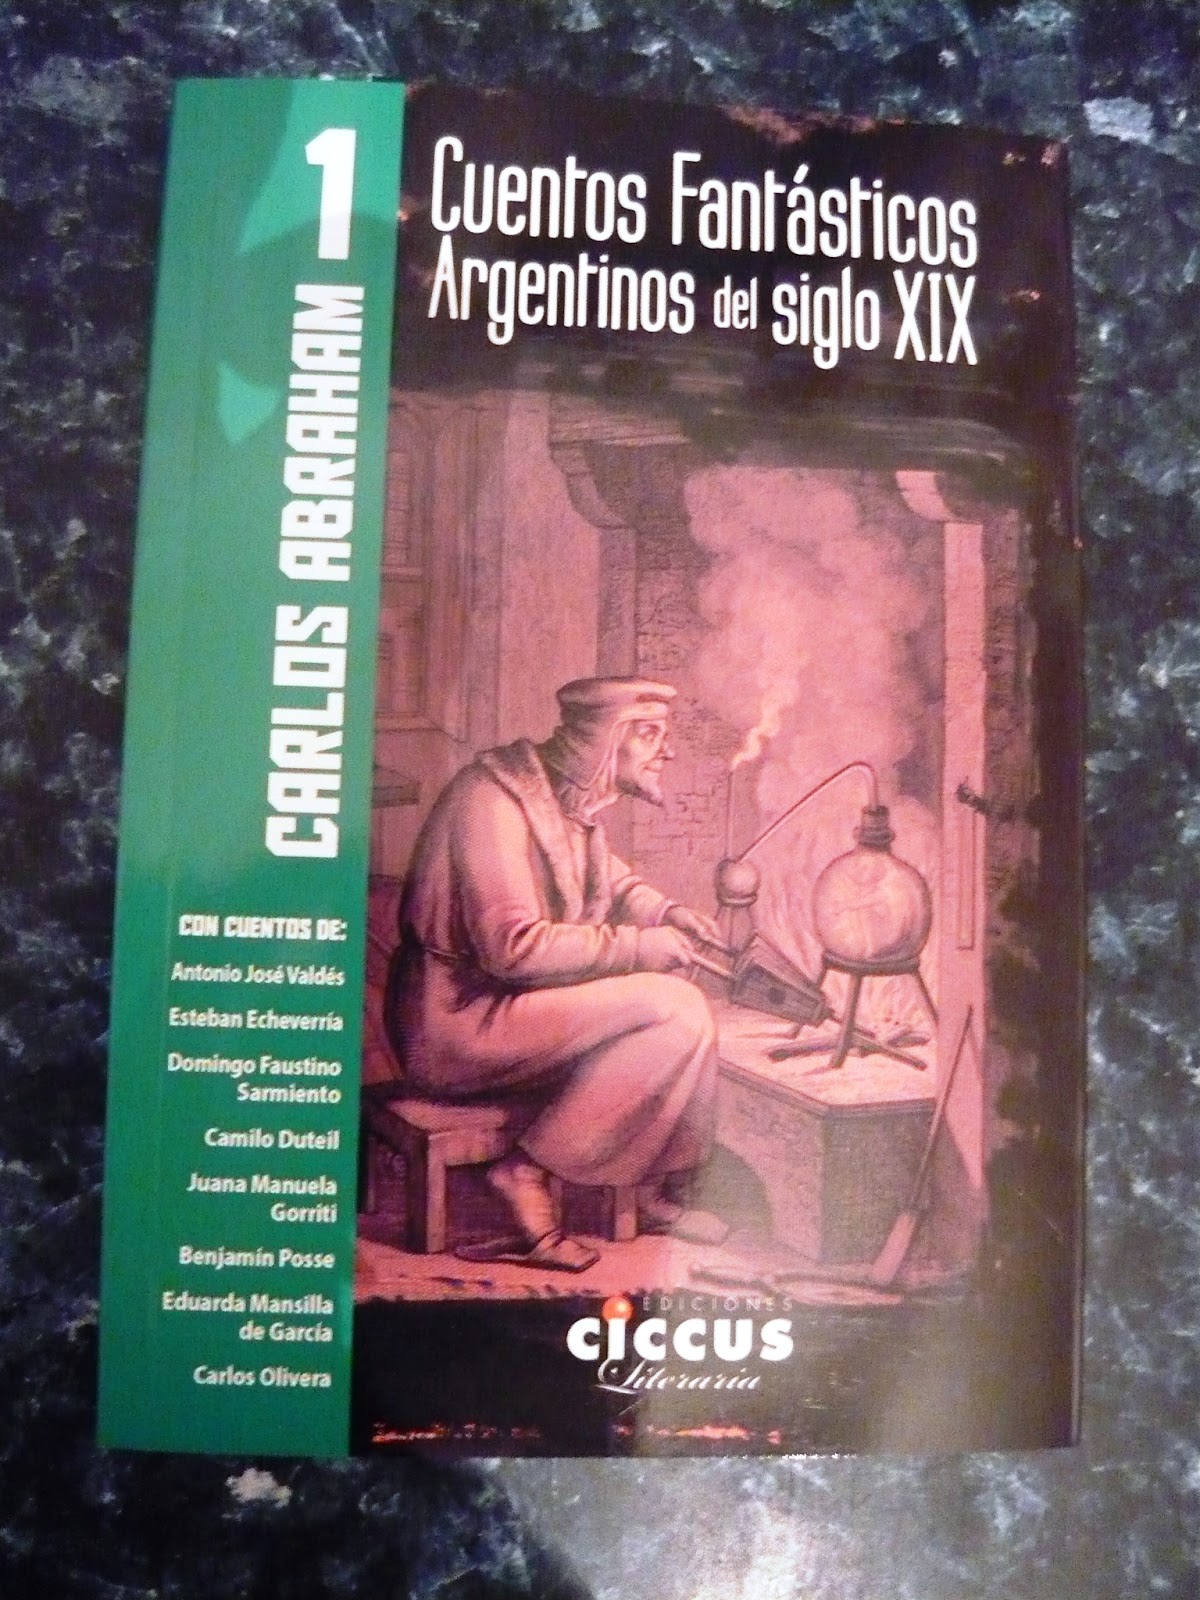 1
CARLOS ABRAHAM
Cuentos Fantásticos
Argentinos del siglo XIX
CON CUENTOS DE:
Antonio José Valdés
Esteban Echeverría
Domingo Faustino
Sarmiento
Camilo Duteil
Juana Manuela
Gorriti
Benjamín Posse
Eduarda Mansilla
de García
Carlos Olivera
EDICIONES
CICCUS
Literaria